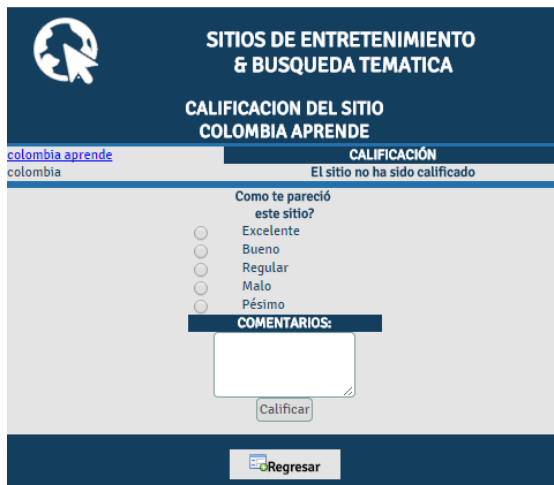 SITIOS DE ENTRETENIMIENTO
& BUSQUEDA TEMATICA
CALIFICACION DEL SITIO
COLOMBIA APRENDE
colombia aprende
CALIFICACIÓN
colombia
El sitio no ha sido calificado
Como te pareció
este sitio?
Excelente
Bueno
Regular
Malo
Pésimo
COMENTARIOS:
Calificar
Regresar